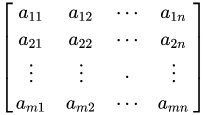 a₁₁ a₁₂ ⋯ a₁ₙ
a₂₁ a₂₂ ⋯ a₂ₙ
⋮ ⋮ . ⋮
aₘ₁ aₘ₂ ⋯ aₘₙ